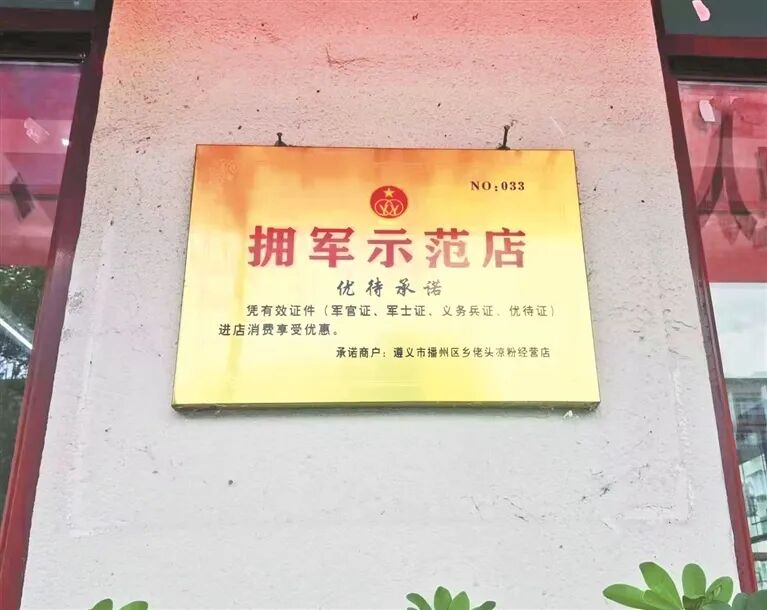 NO:033
拥军示范店
优待承诺
凭有效证件（军官证、军士证、义务兵证、优待证）
进店消费享受优惠。
承诺商户：遵义市播州区乡佬头凉粉经营店